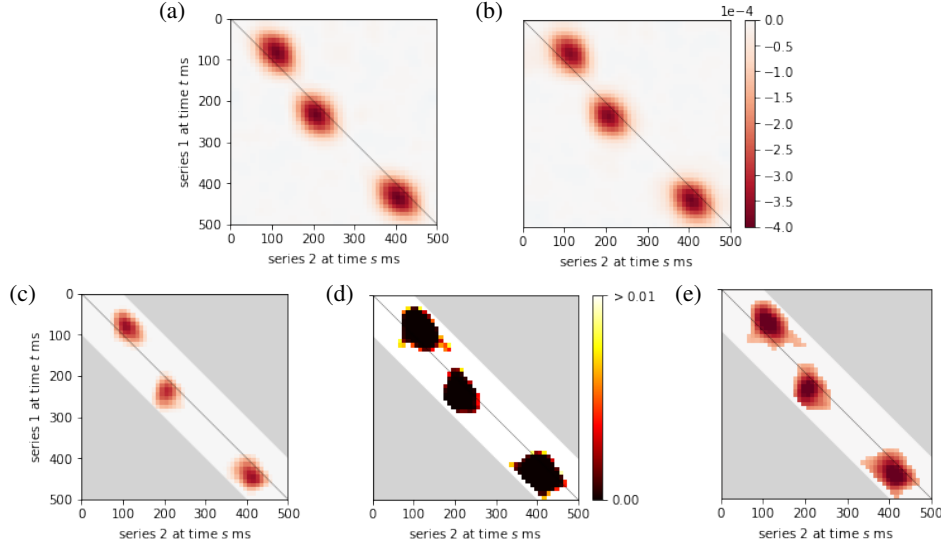 (a)
(b)
1e−4
0
100
200
300
400
500
0.0
−0.5
−1.0
−1.5
−2.0
−2.5
−3.0
−3.5
−4.0
series 1 at time t ms
0 100 200 300 400 500
0 100 200 300 400 500
series 2 at time s ms
series 2 at time s ms
(c)
(d)
(e)
0
100
200
300
400
500
> 0.01
0.00
series 1 at time t ms
0 100 200 300 400 500
0 100 200 300 400 500
0 100 200 300 400 500
series 2 at time s ms
series 2 at time s ms
series 2 at time s ms